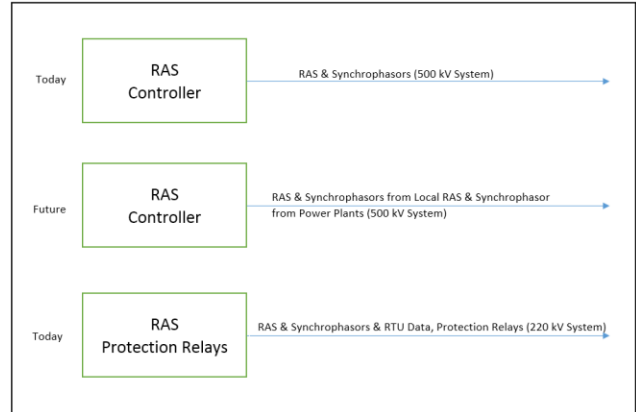 Today
RAS
Controller
RAS & Synchrophasors (500 kV System)
Future
RAS
Controller
RAS & Synchrophasors from Local RAS & Synchrophasor
from Power Plants (500 kV System)
Today
RAS
Protection Relays
RAS & Synchrophasors & RTU Data, Protection Relays (220 kV System)